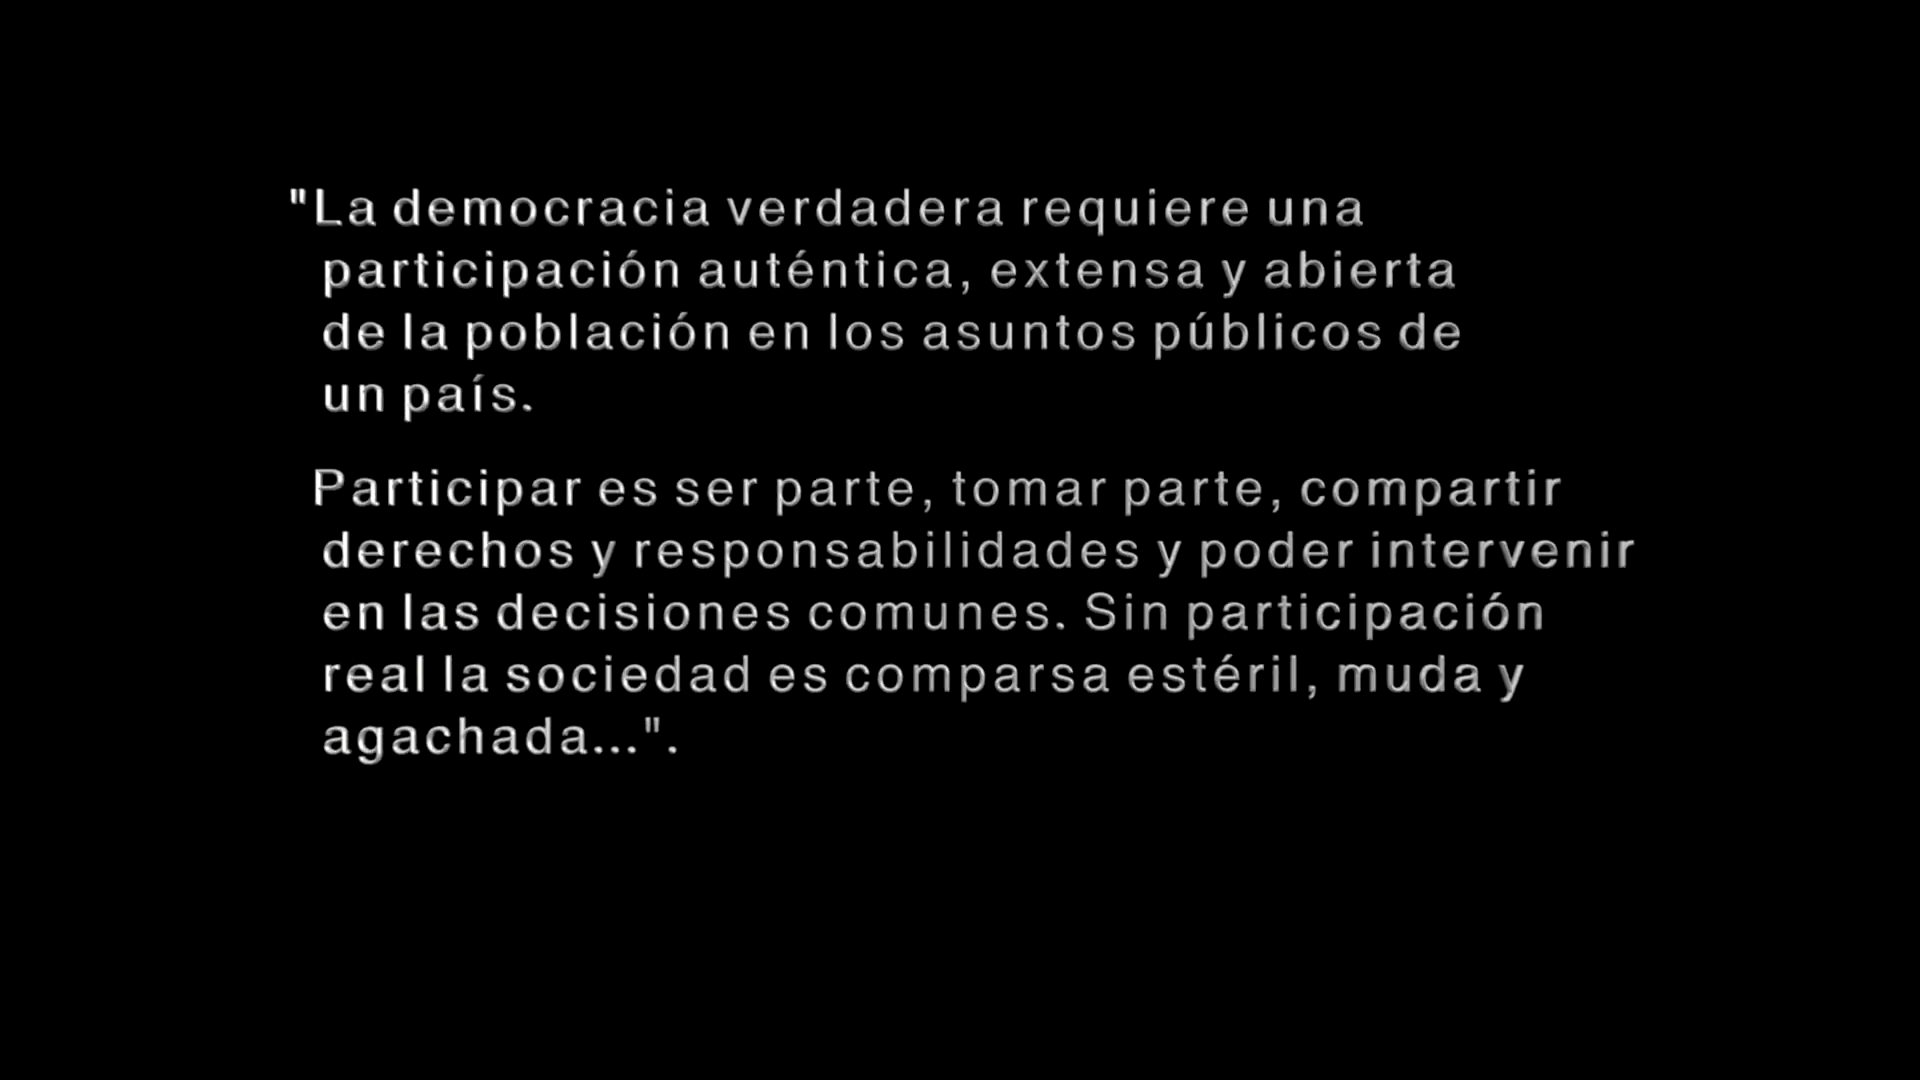 "La democracia verdadera requiere una
participación auténtica, extensa y abierta
de la población en los asuntos públicos de
un país.
Participar es ser parte, tomar parte, compartir
derechos y responsabilidades y poder intervenir
en las decisiones comunes. Sin participación
real la sociedad es comparsa estéril, muda y
agachada...".